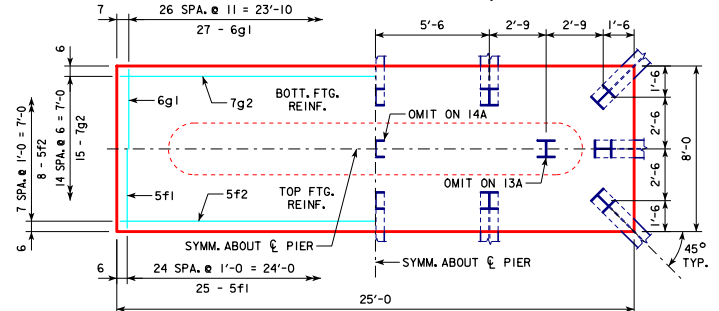 7
26 SPA. @ 11 = 23'-10
27 - 6g1
5'-6
2'-9
2'-9
1'-6
6
6g1
7g2
BOTT. FTG.
REINF.
OMIT ON 14A
1'-6
2'-6
8'-0
7 SPA. @ 1'-0 = 7'-0
8 - 5f2
14 SPA. @ 6 = 7'-0
15 - 7g2
OMIT ON 13A
2'-6
1'-6
5f1
5f2
TOP FTG.
REINF.
6
SYMM. ABOUT ℄ PIER
SYMM. ABOUT ℄ PIER
45°
TYP.
6
24 SPA. @ 1'-0 = 24'-0
25 - 5f1
25'-0